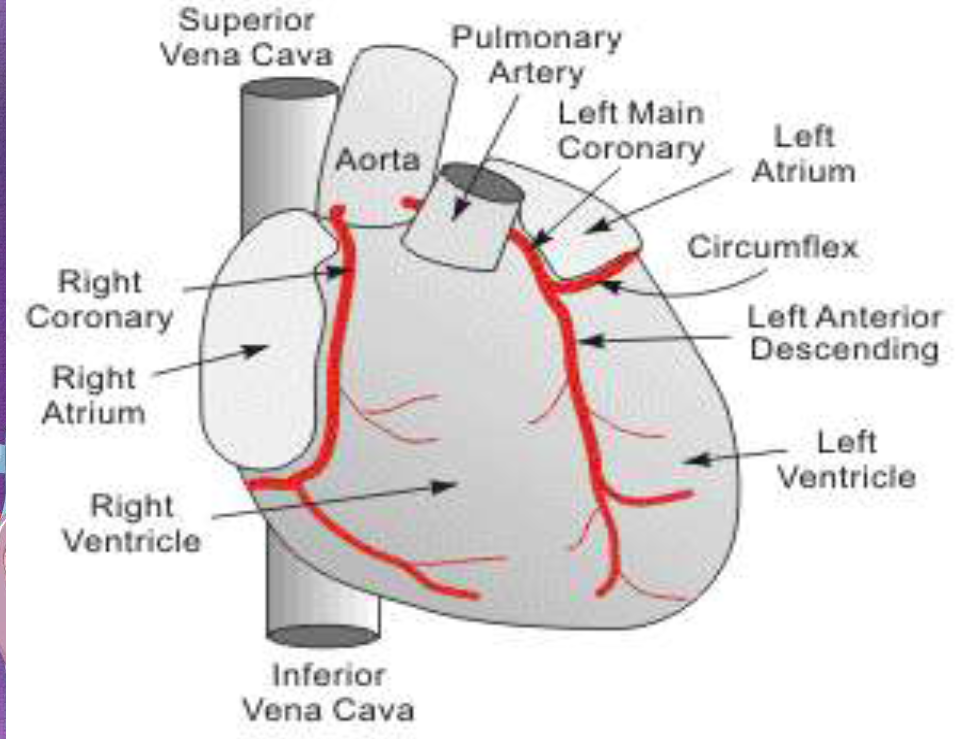 Superior
Vena Cava
Pulmonary
Artery
Left Main
Coronary
Left
Atrium
Aorta
Circumflex
Right
Coronary
Left Anterior
Descending
Right
Atrium
Left
Ventricle
Right
Ventricle
Inferior
Vena Cava